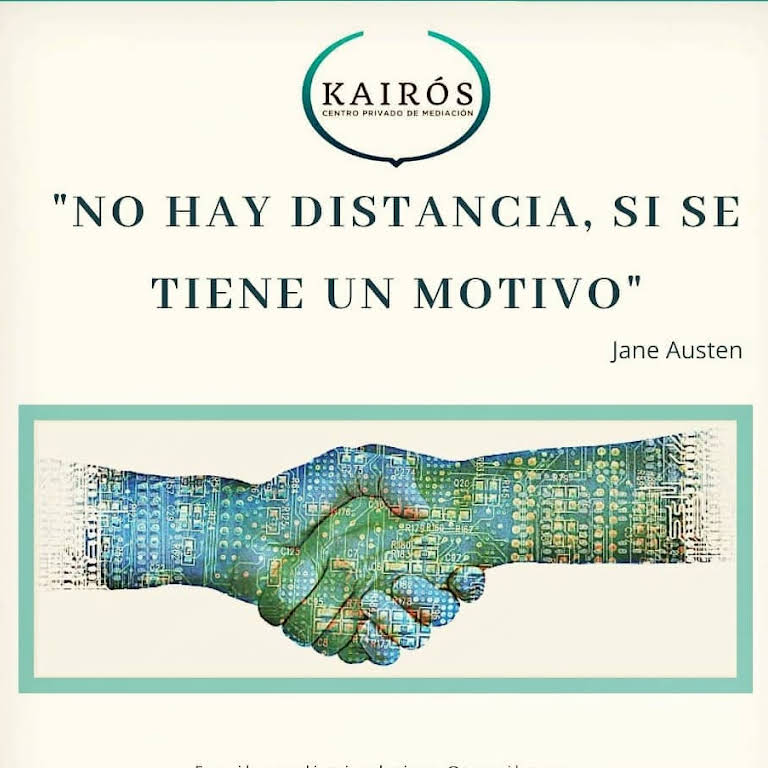 KAIRÓS
CENTRO PRIVADO DE MEDIACIÓN
"NO HAY DISTANCIA, SI SE
TIENE UN MOTIVO"
Jane Austen